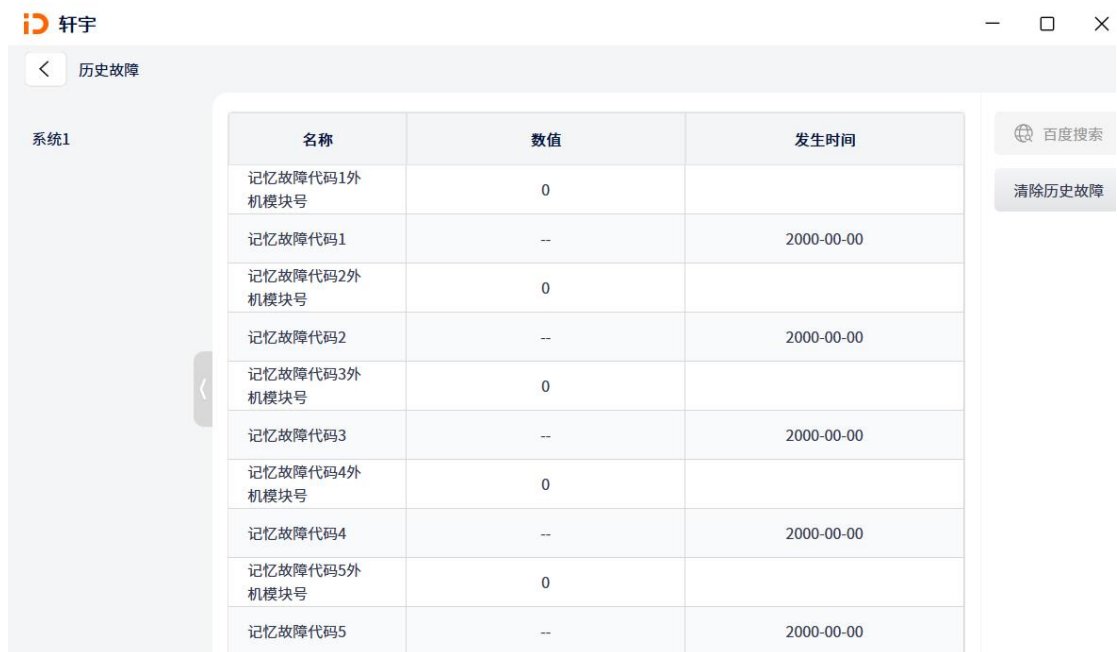 轩宇
历史故障
系统1
名称 数值 发生时间
记忆故障代码1外
机模块号
0
记忆故障代码1 -- 2000-00-00
记忆故障代码2外
机模块号
0
记忆故障代码2 -- 2000-00-00
记忆故障代码3外
机模块号
0
记忆故障代码3 -- 2000-00-00
记忆故障代码4外
机模块号
0
记忆故障代码4 -- 2000-00-00
记忆故障代码5外
机模块号
0
记忆故障代码5 -- 2000-00-00
百度搜索
清除历史故障